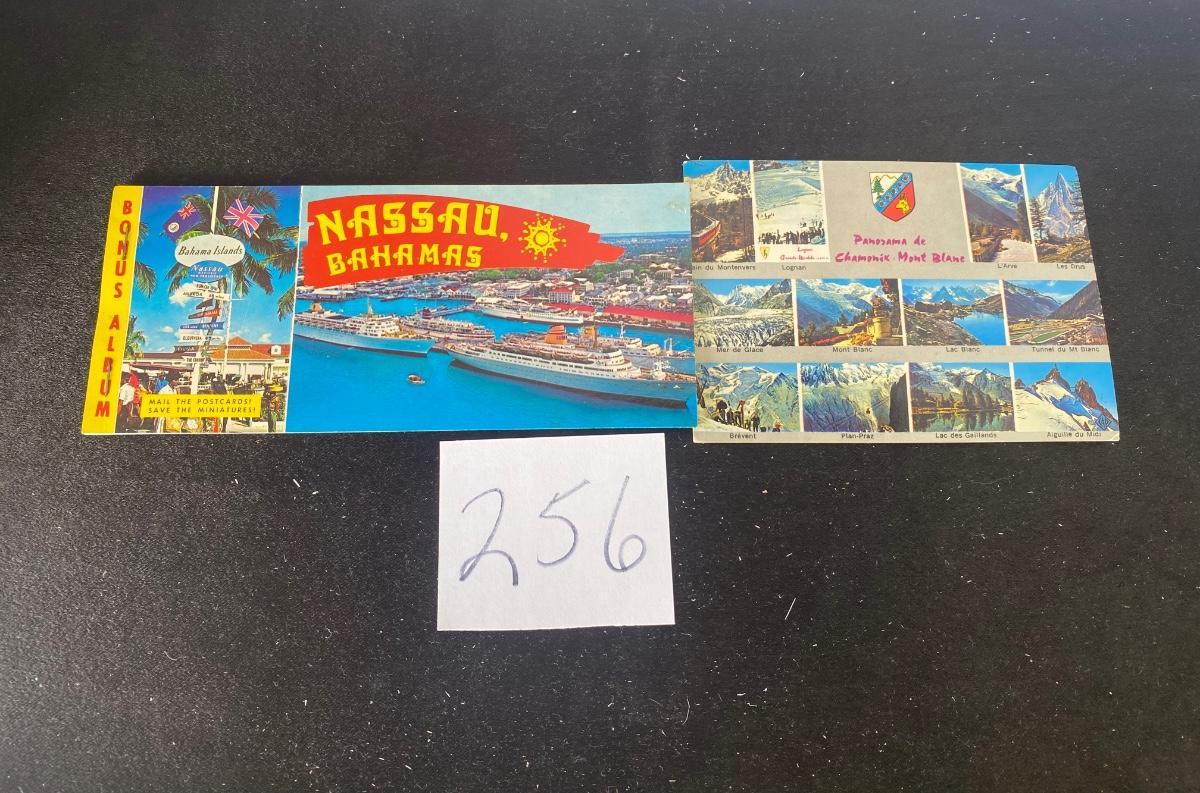 BONUS ALBUM
Bahama Islands
Nassau
MAIL THE POSTCARDS!
SAVE THE MINIATURES!
NASSAU,
BAHAMAS
Panorama de
Chamonix-Mont Blanc
ain du Montenvers
Lognan
L'Arve
Les Drus
Mer de Glace
Mont Blanc
Lac Blanc
Tunnel du Mt Blanc
Brévent
Plan-Praz
Lac des Gaillands
Aiguille du Midi
256